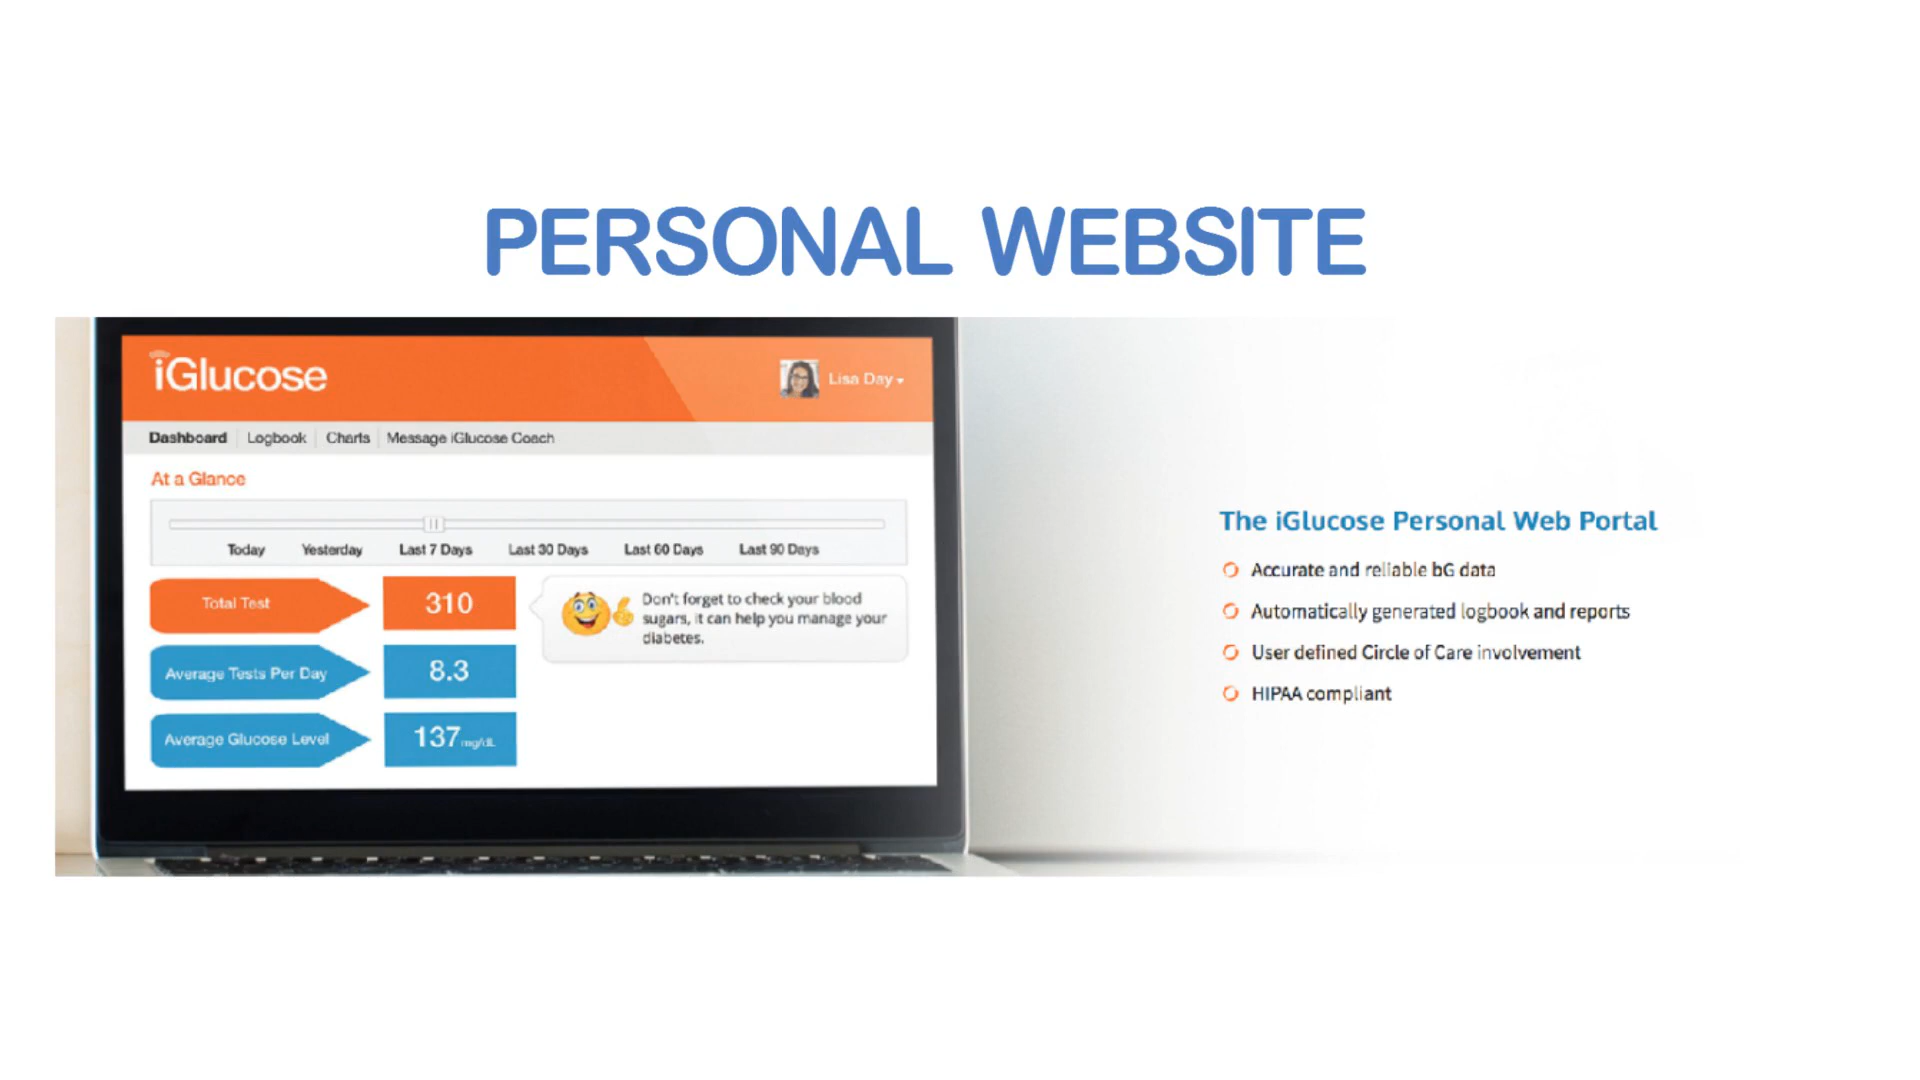 PERSONAL WEBSITE
iGlucose
Lisa Day
Dashboard Logbook Charts Message iGlucose Coach
At a Glance
Today Yesterday Last 7 Days Last 30 Days Last 60 Days Last 90 Days
Total Test 310
Don't forget to check your blood
sugars, it can help you manage your
diabetes.
Average Tests Per Day 8.3
Average Glucose Level 137 mg/dL
The iGlucose Personal Web Portal
Accurate and reliable bG data
Automatically generated logbook and reports
User defined Circle of Care involvement
HIPAA compliant